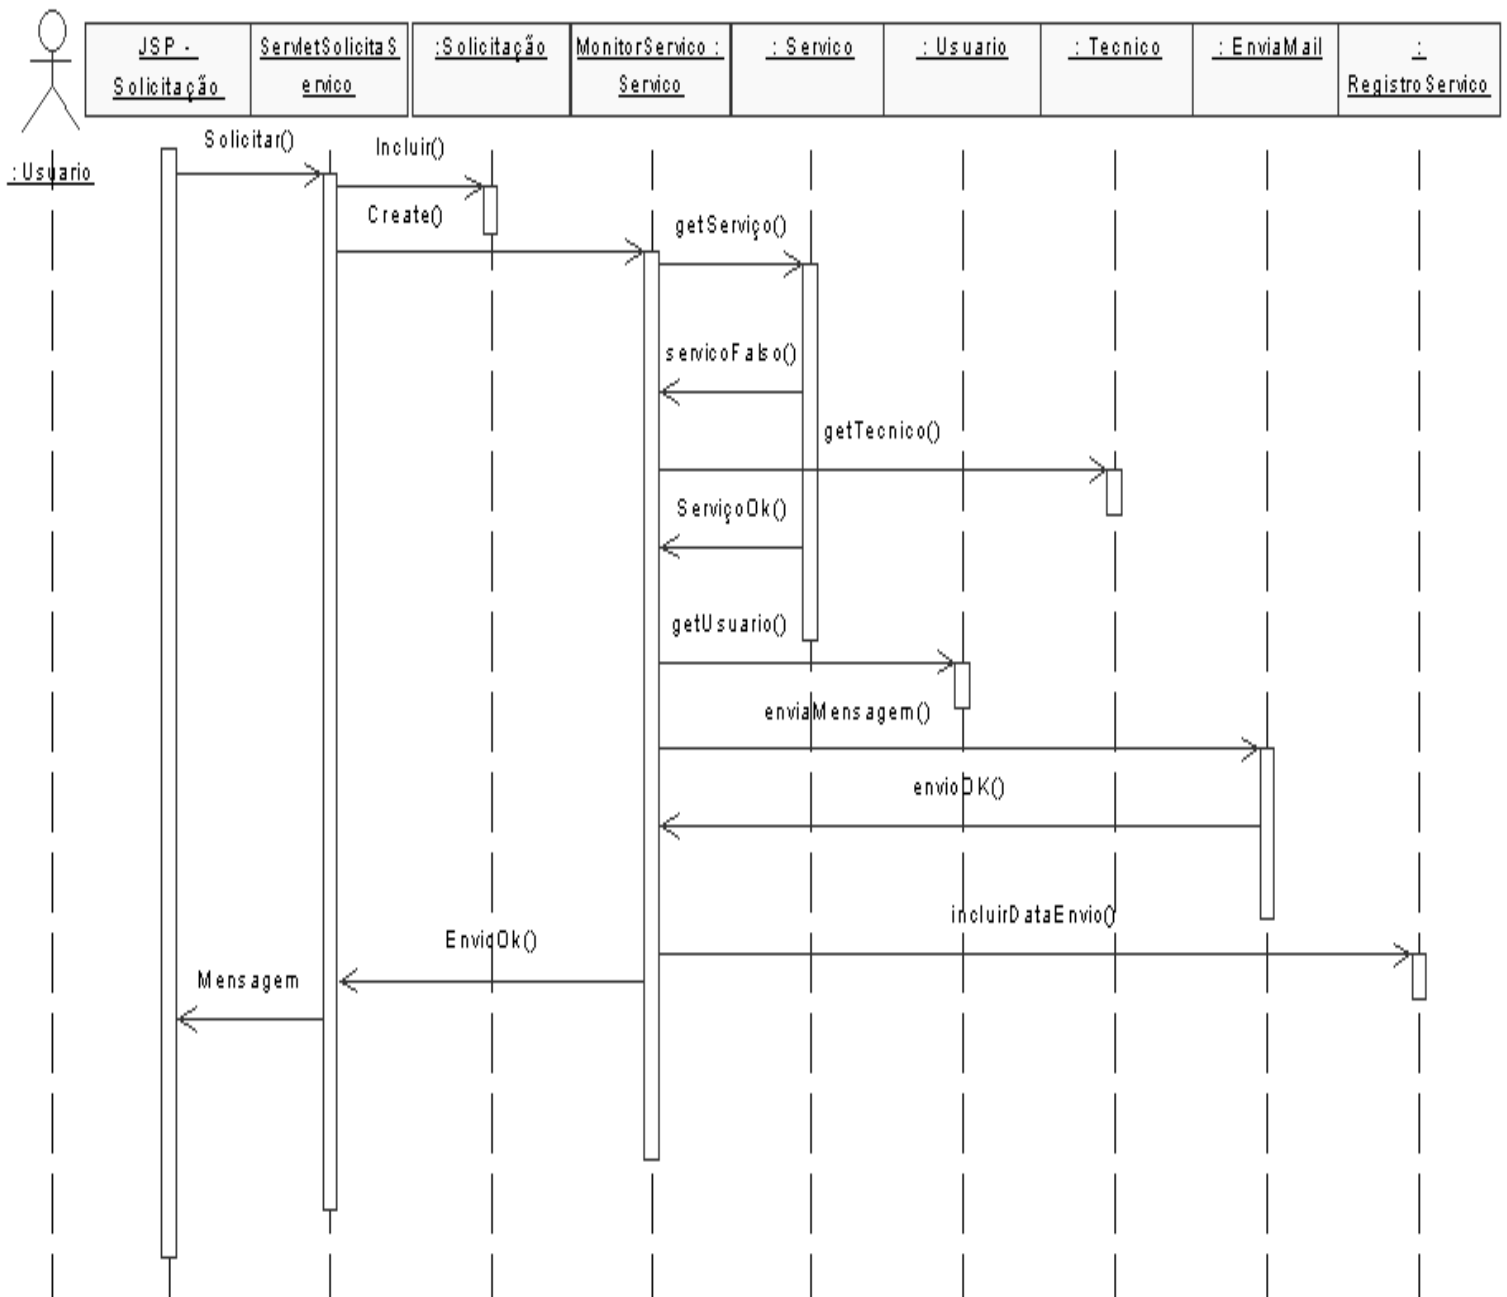 JSP -
Solicitação
ServletSolicitaS
ervico
:Solicitação
MonitorServico :
Servico
: Servico
: Usuario
: Tecnico
: EnviaMail
:
RegistroServico
: Usuario
Solicitar()
Incluir()
Create()
getServiço()
servicoFalso()
getTecnico()
ServiçoOk()
getUsuario()
enviaMensagem()
envioOK()
incluirDataEnvio()
EnvioOk()
Mensagem